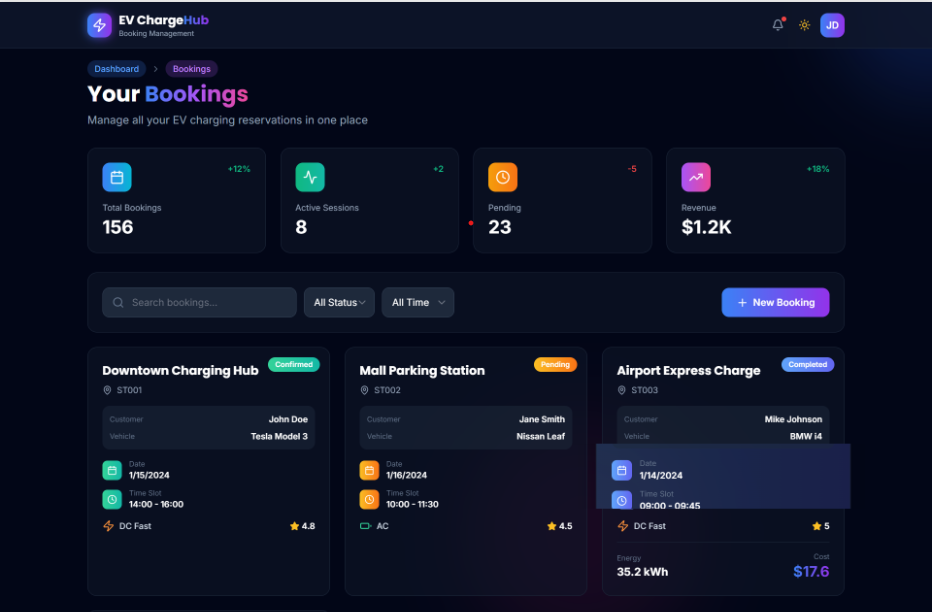 EV ChargeHub
Booking Management
JD
Dashboard > Bookings
Your Bookings
Manage all your EV charging reservations in one place
+12%
Total Bookings
156
+2
Active Sessions
8
-5
Pending
23
+18%
Revenue
$1.2K
Search bookings...
All Status
All Time
+ New Booking
Downtown Charging Hub
Confirmed
ST001
Customer John Doe
Vehicle Tesla Model 3
Date
1/15/2024
Time Slot
14:00 - 16:00
DC Fast 4.8
Mall Parking Station
Pending
ST002
Customer Jane Smith
Vehicle Nissan Leaf
Date
1/16/2024
Time Slot
10:00 - 11:30
AC 4.5
Airport Express Charge
Completed
ST003
Customer Mike Johnson
Vehicle BMW i4
Date
1/14/2024
Time Slot
09:00 - 09:45
DC Fast 5
Energy Cost
35.2 kWh $17.6